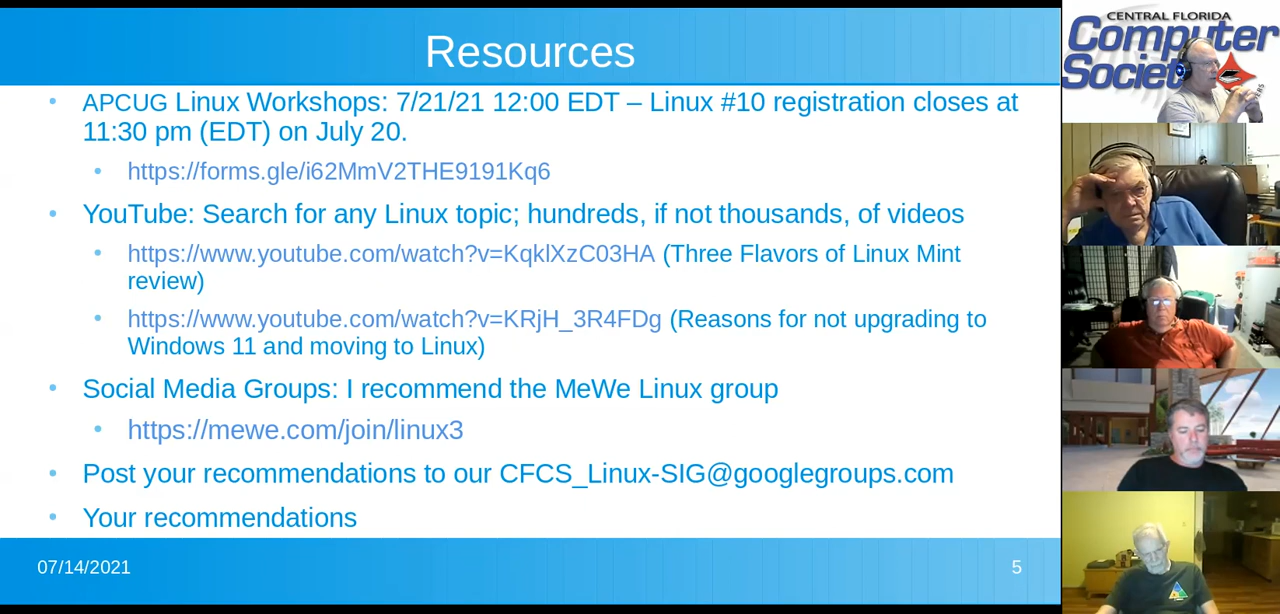 Resources
• APCUG Linux Workshops: 7/21/21 12:00 EDT – Linux #10 registration closes at
11:30 pm (EDT) on July 20.
• https://forms.gle/i62MmV2THE9191Kq6
• YouTube: Search for any Linux topic; hundreds, if not thousands, of videos
• https://www.youtube.com/watch?v=KqklXzC03HA (Three Flavors of Linux Mint
review)
• https://www.youtube.com/watch?v=KRjH_3R4FDg (Reasons for not upgrading to
Windows 11 and moving to Linux)
• Social Media Groups: I recommend the MeWe Linux group
• https://mewe.com/join/linux3
• Post your recommendations to our CFCS_Linux-SIG@googlegroups.com
• Your recommendations
07/14/2021
5
CENTRAL FLORIDA
Computer
Societ